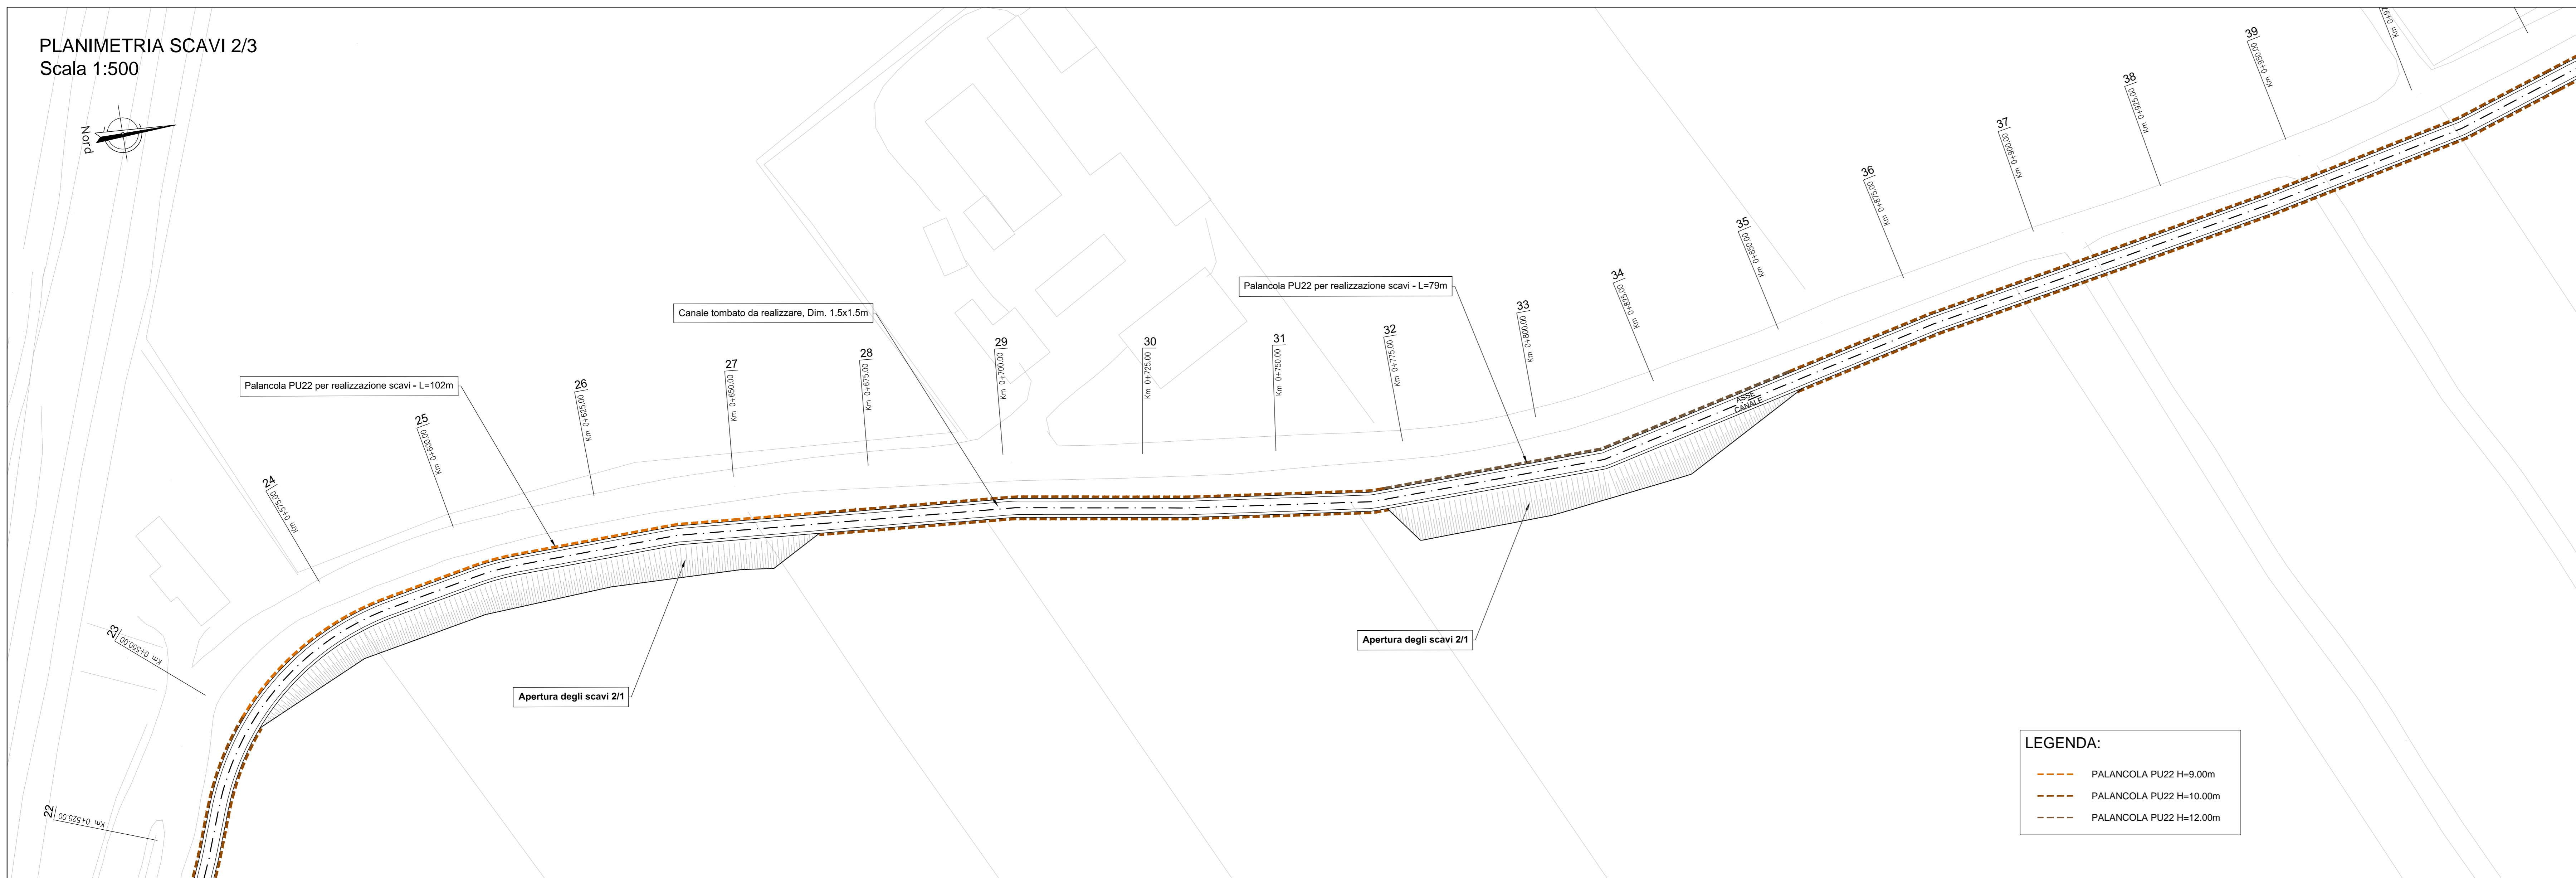 PLANIMETRIA SCAVI 2/3
Scala 1:500
Nord
22
Km 0+525.00
23
Km 0+550.00
24
Km 0+575.00
25
Km 0+600.00
26
Km 0+625.00
27
Km 0+650.00
28
Km 0+675.00
29
Km 0+700.00
30
Km 0+725.00
31
Km 0+750.00
32
Km 0+775.00
33
Km 0+800.00
34
Km 0+825.00
35
Km 0+850.00
36
Km 0+875.00
37
Km 0+900.00
38
Km 0+925.00
39
Km 0+950.00
Palancola PU22 per realizzazione scavi - L=102m
Canale tombato da realizzare, Dim. 1.5x1.5m
Palancola PU22 per realizzazione scavi - L=79m
ASSE
CANALE
Apertura degli scavi 2/1
Apertura degli scavi 2/1
LEGENDA:
PALANCOLA PU22 H=9.00m
PALANCOLA PU22 H=10.00m
PALANCOLA PU22 H=12.00m